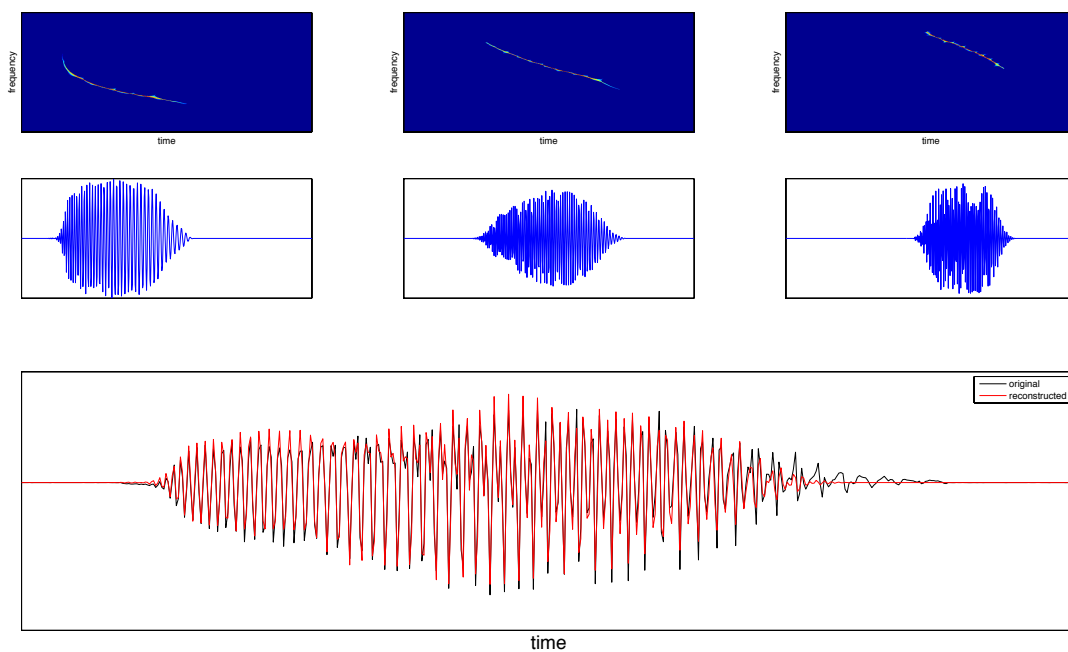 frequency
time
frequency
time
frequency
time
original
reconstructed
time